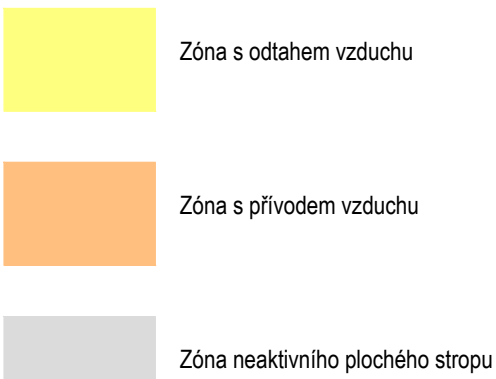 Zóna s odtahem vzduchu
Zóna s přívodem vzduchu
Zóna neaktivního plochého stropu